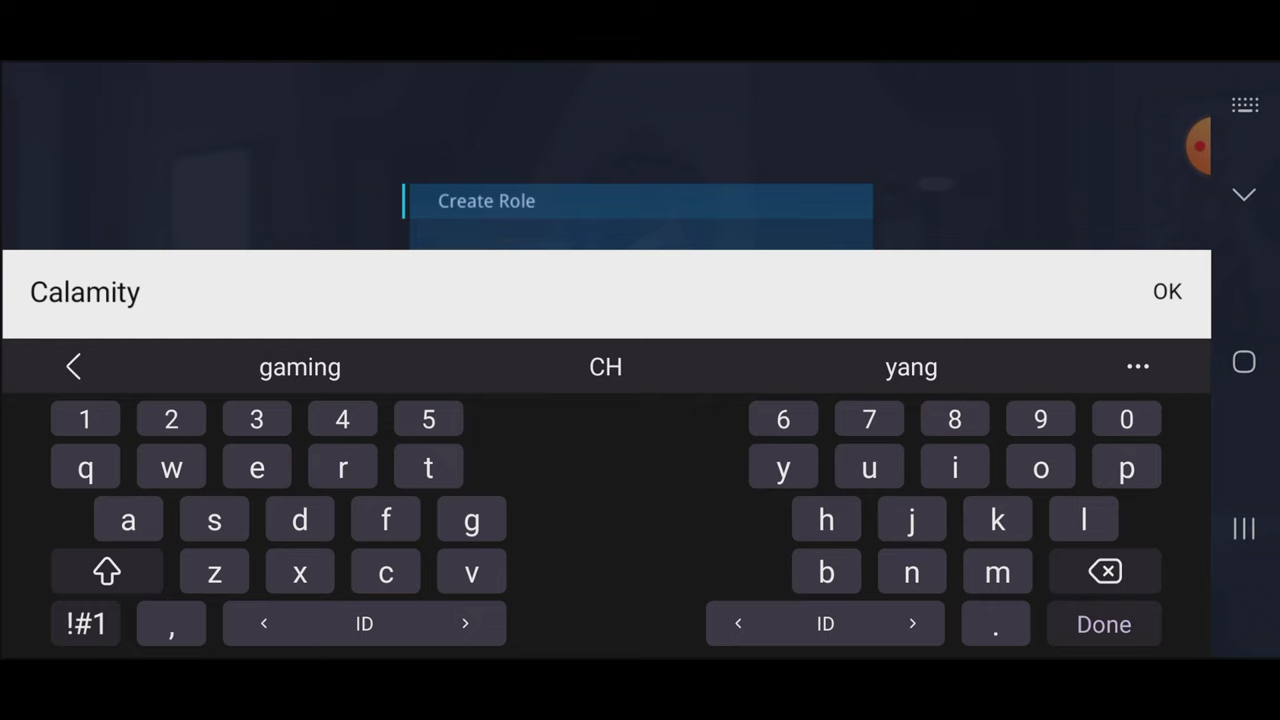 Create Role
Calamity OK
gaming CH yang
1 2 3 4 5 6 7 8 9 0
q w e r t y u i o p
a s d f g h j k l
z x c v b n m
!#1 , < ID > < ID > . Done